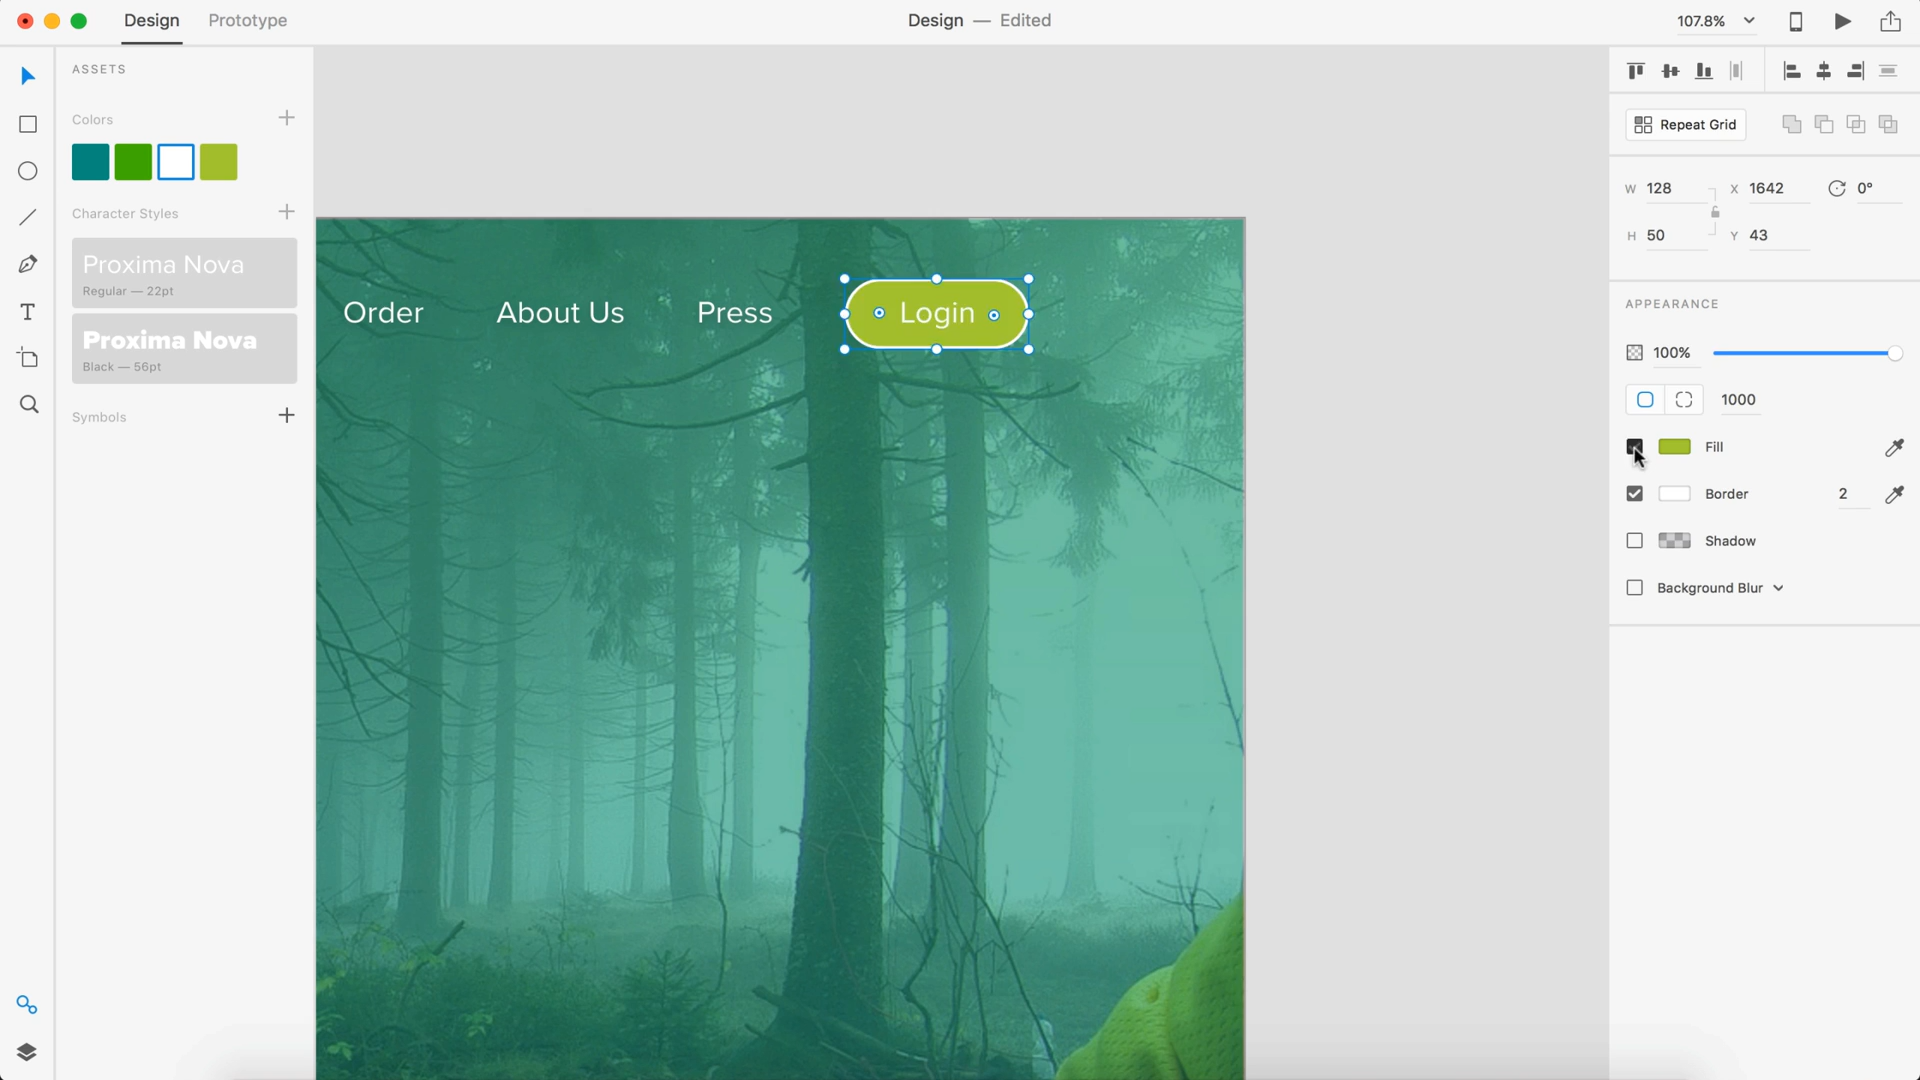 Design
Prototype
Design — Edited
107.8%
ASSETS
Colors
Character Styles
Proxima Nova
Regular — 22pt
Proxima Nova
Black — 56pt
Symbols
Order
About Us
Press
Login
Repeat Grid
W 128
X 1642
0°
H 50
Y 43
APPEARANCE
100%
1000
Fill
Border
2
Shadow
Background Blur